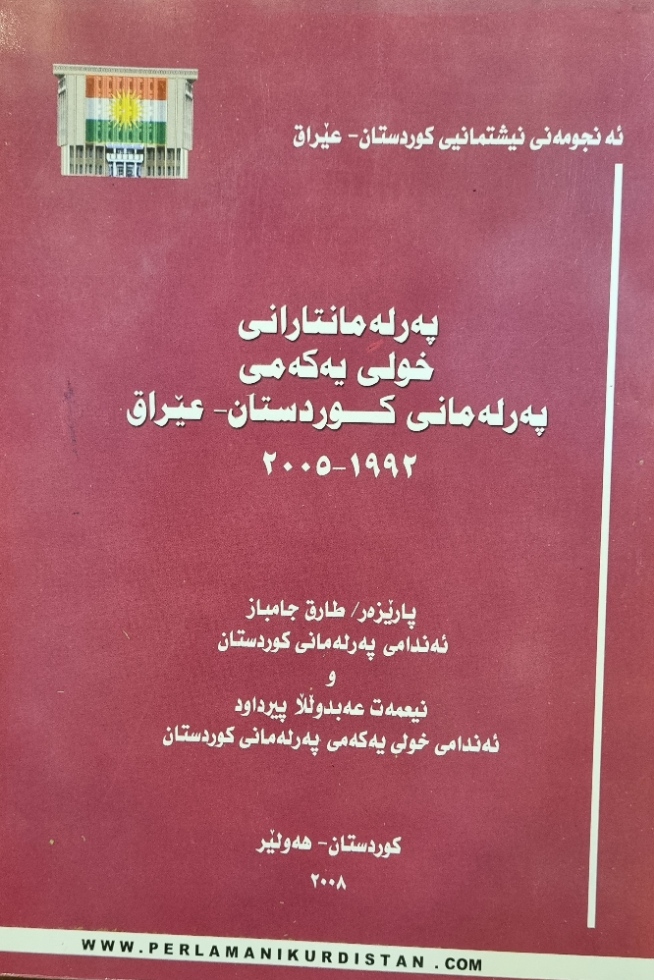 ئەنجومەنی نیشتمانیی کوردستان- عێراق
پەرلەمانتارانی
خولی یەکەمی
پەرلەمانی کـــوردستان- عێراق
١٩٩٢-٢٠٠٥
پارێزەر/ طارق جامباز
ئەندامی پەرلەمانی کوردستان
و
نیعمەت عەبدوڵڵا پیرداود
ئەندامی خولی یەکەمی پەرلەمانی کوردستان
کوردستان- هەولێر
٢٠٠٨
WWW.PERLAMANIKURDISTAN .COM